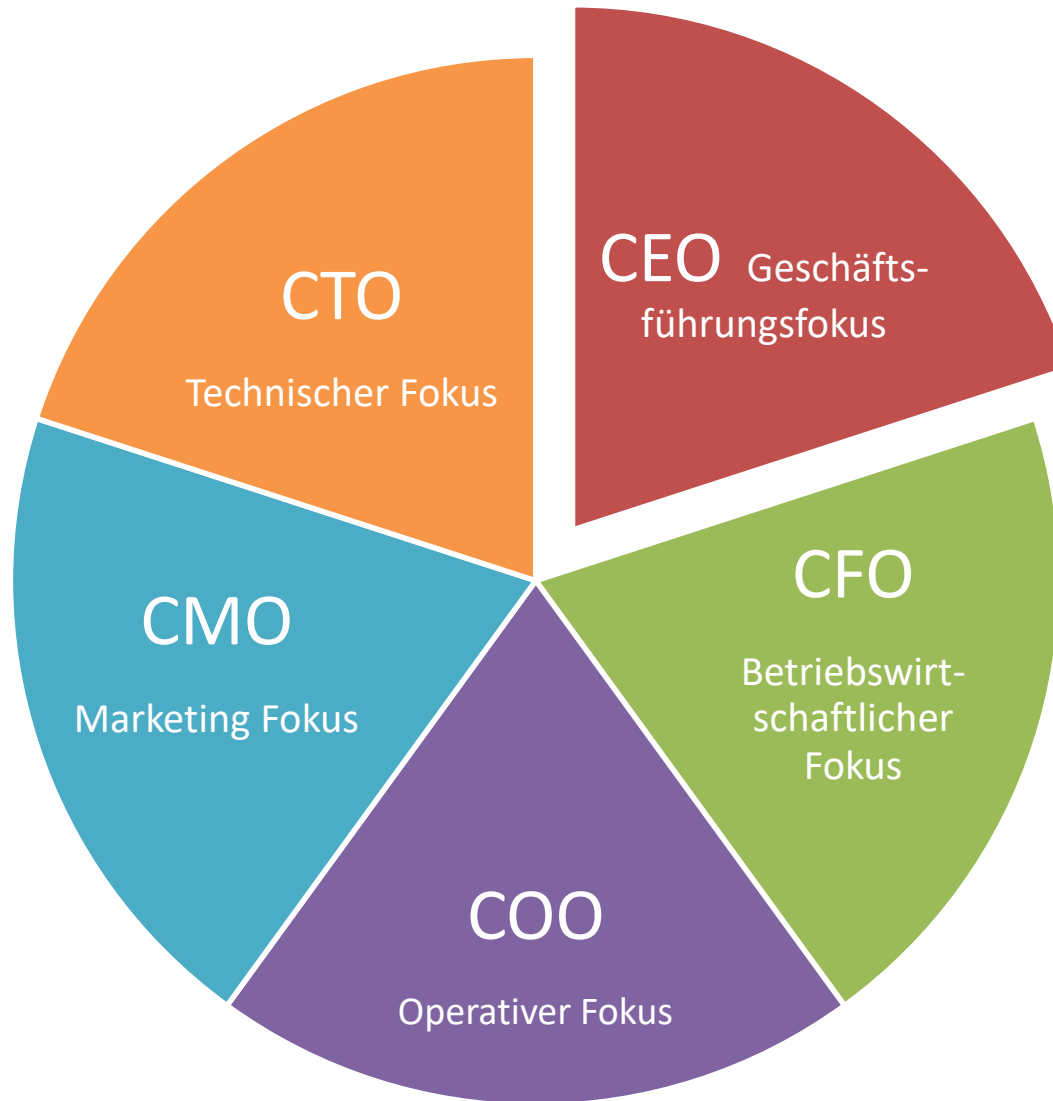 CEO Geschäfts-
führungsfokus
CFO
Betriebswirt-
schaftlicher
Fokus
COO
Operativer Fokus
CMO
Marketing Fokus
CTO
Technischer Fokus